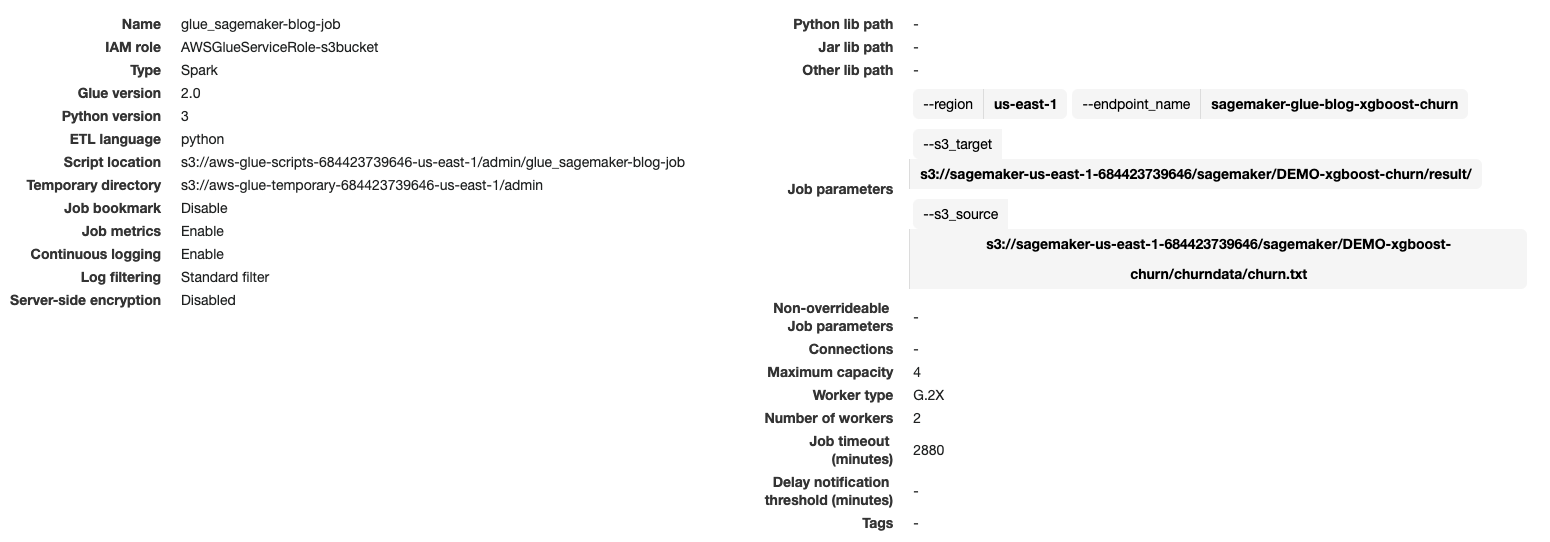 Name glue_sagemaker-blog-job
IAM role AWSGlueServiceRole-s3bucket
Type Spark
Glue version 2.0
Python version 3
ETL language python
Script location s3://aws-glue-scripts-684423739646-us-east-1/admin/glue_sagemaker-blog-job
Temporary directory s3://aws-glue-temporary-684423739646-us-east-1/admin
Job bookmark Disable
Job metrics Enable
Continuous logging Enable
Log filtering Standard filter
Server-side encryption Disabled
Python lib path -
Jar lib path -
Other lib path -
--region us-east-1 --endpoint_name sagemaker-glue-blog-xgboost-churn
--s3_target
s3://sagemaker-us-east-1-684423739646/sagemaker/DEMO-xgboost-churn/result/
Job parameters
--s3_source
s3://sagemaker-us-east-1-684423739646/sagemaker/DEMO-xgboost-
churn/churndata/churn.txt
Non-overrideable
Job parameters -
Connections -
Maximum capacity 4
Worker type G.2X
Number of workers 2
Job timeout
(minutes) 2880
Delay notification
threshold (minutes) -
Tags -